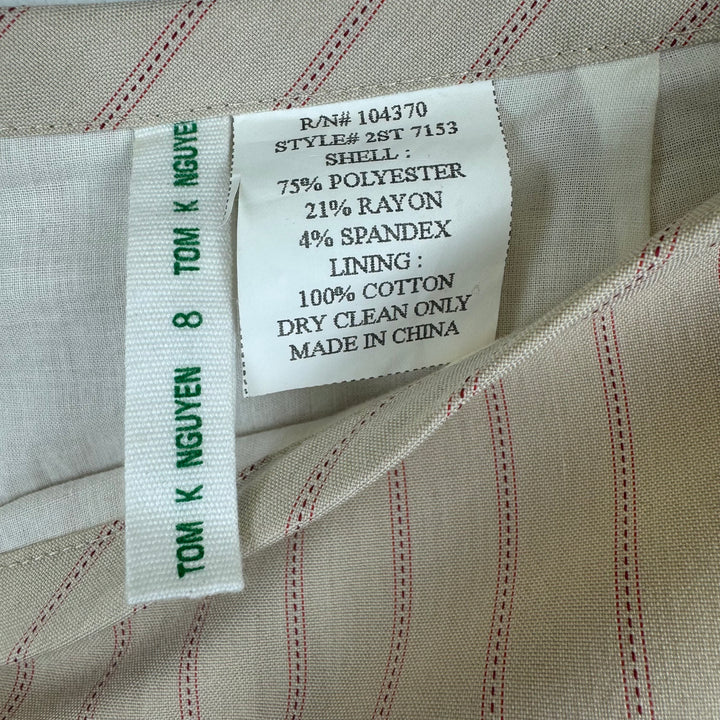 R/N# 104370
STYLE# 2ST 7153
SHELL :
75% POLYESTER
21% RAYON
4% SPANDEX
LINING :
100% COTTON
DRY CLEAN ONLY
MADE IN CHINA
TOM K NGUYEN 8 TOM K NGUYEN